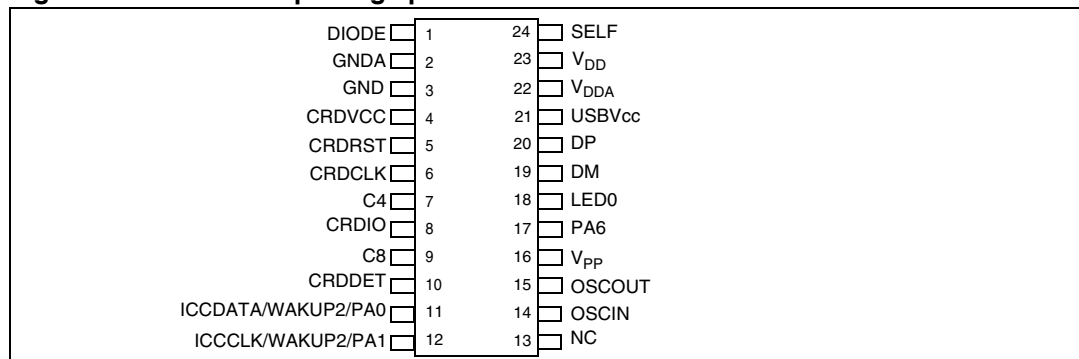 DIODE 1 24 SELF
GNDA 2 23 VDD
GND 3 22 VDDA
CRDVCC 4 21 USBVcc
CRDRST 5 20 DP
CRDCLK 6 19 DM
C4 7 18 LED0
CRDIO 8 17 PA6
C8 9 16 VPP
CRDDET 10 15 OSCOUT
ICCDATA/WAKUP2/PA0 11 14 OSCIN
ICCCLK/WAKUP2/PA1 12 13 NC